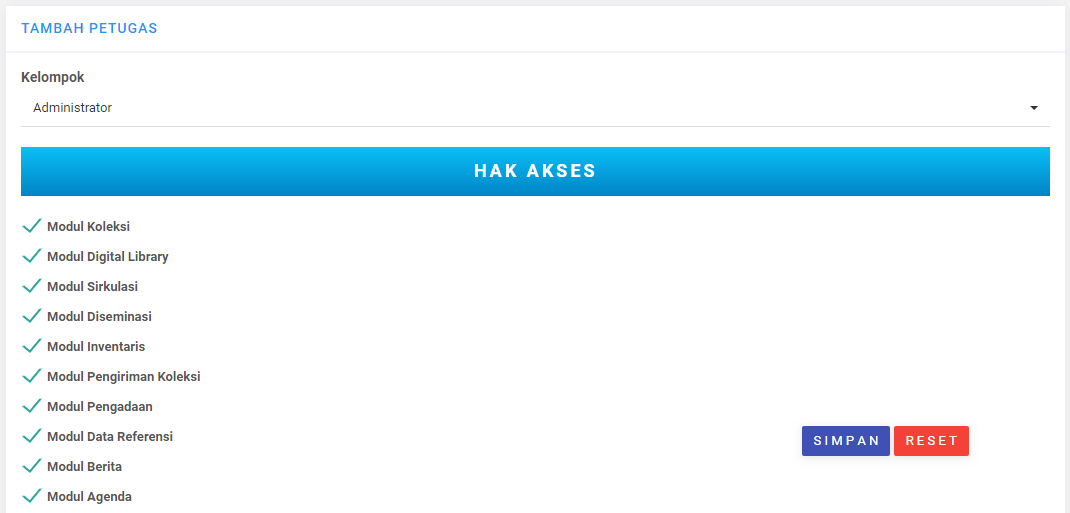 TAMBAH PETUGAS
Kelompok
Administrator
HAK AKSES
Modul Koleksi
Modul Digital Library
Modul Sirkulasi
Modul Diseminasi
Modul Inventaris
Modul Pengiriman Koleksi
Modul Pengadaan
Modul Data Referensi
SIMPAN RESET
Modul Berita
Modul Agenda